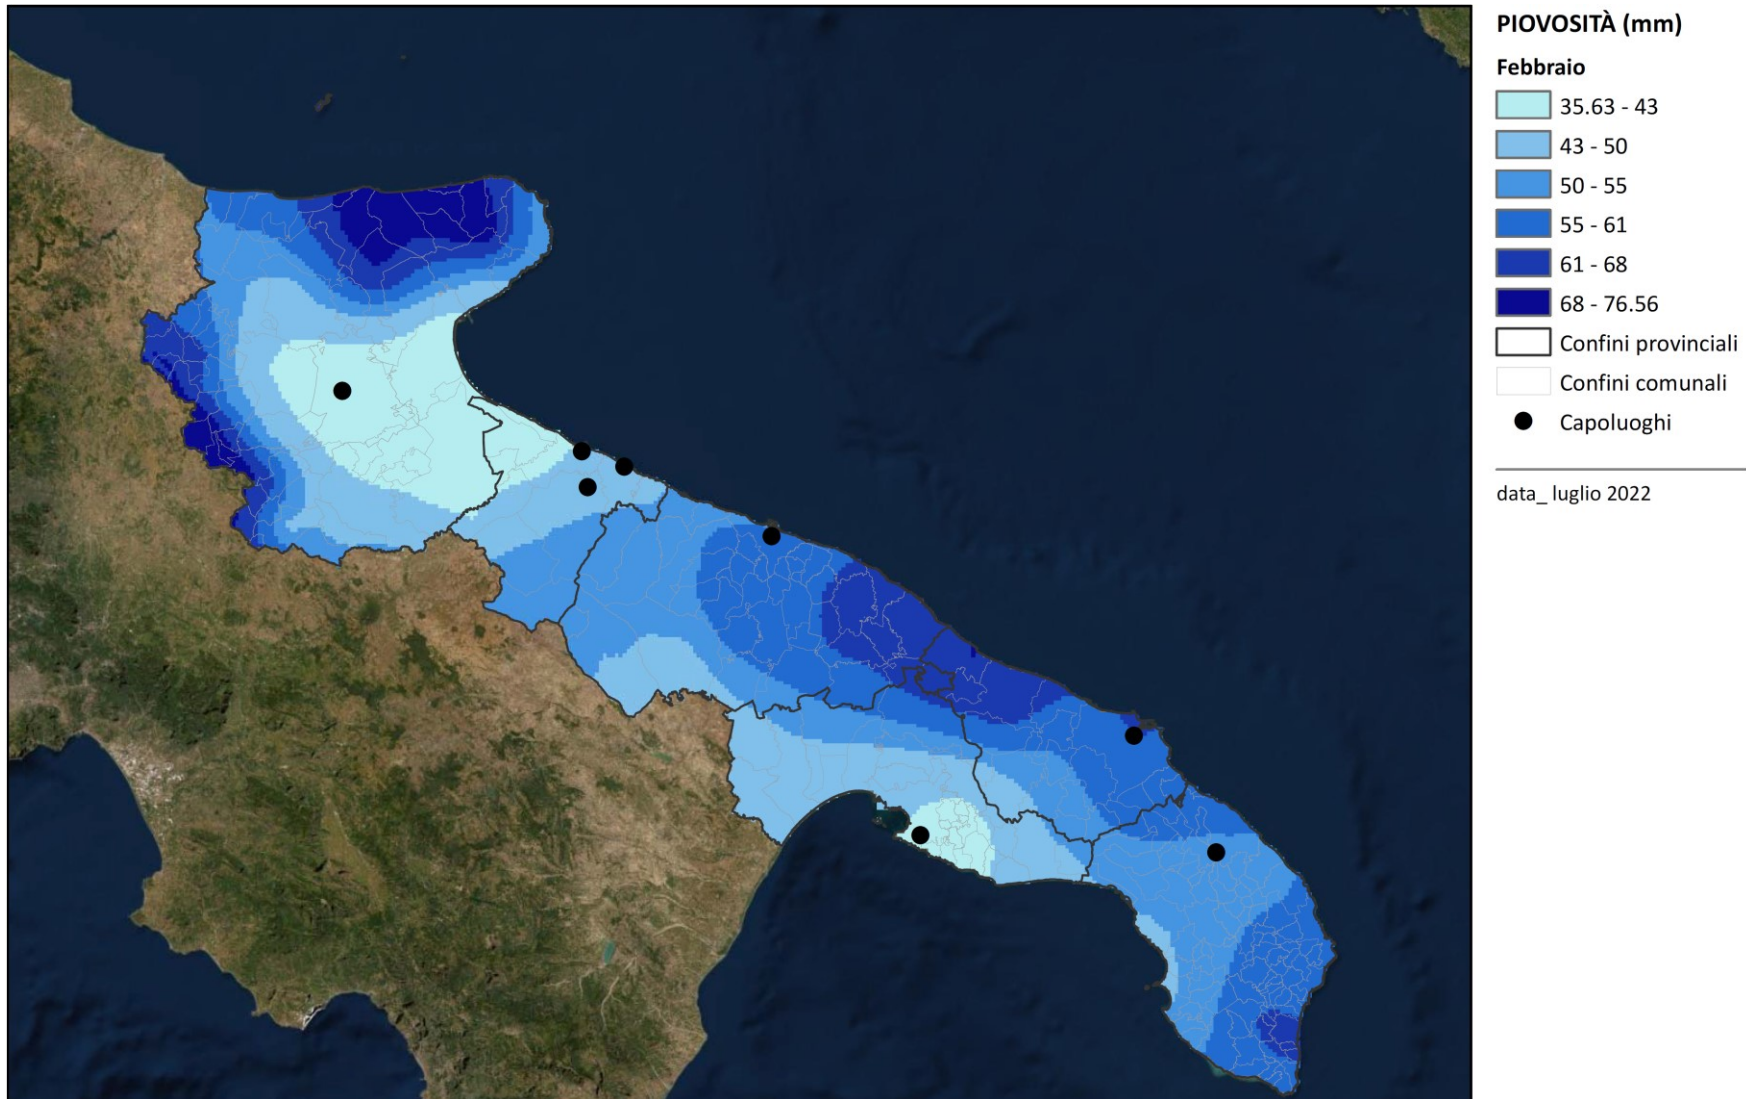 PIOVOSITÀ (mm)
Febbraio
35.63 - 43
43 - 50
50 - 55
55 - 61
61 - 68
68 - 76.56
Confini provinciali
Confini comunali
Capoluoghi
data_ luglio 2022